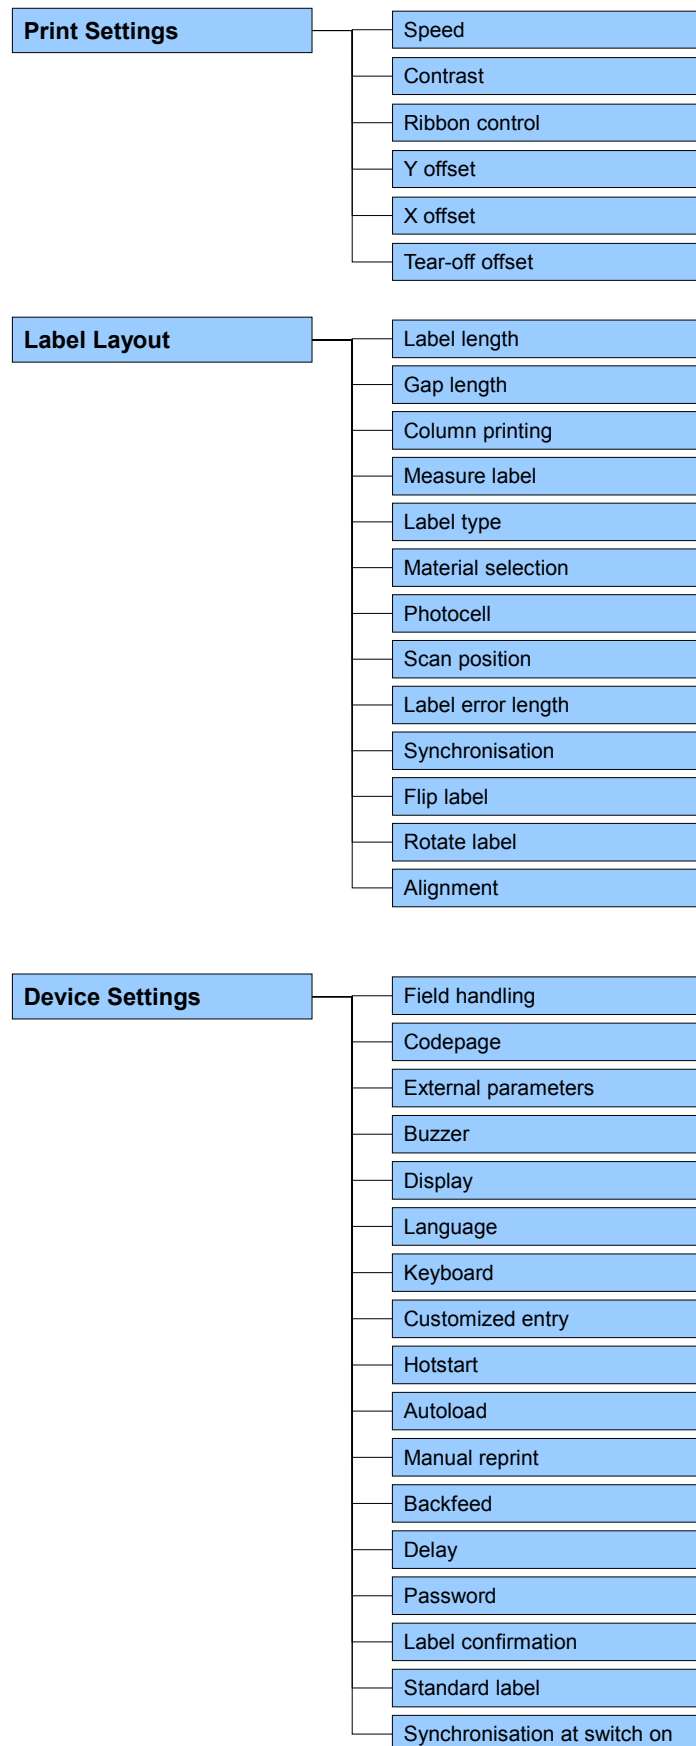 Print Settings
Speed
Contrast
Ribbon control
Y offset
X offset
Tear-off offset
Label Layout
Label length
Gap length
Column printing
Measure label
Label type
Material selection
Photocell
Scan position
Label error length
Synchronisation
Flip label
Rotate label
Alignment
Device Settings
Field handling
Codepage
External parameters
Buzzer
Display
Language
Keyboard
Customized entry
Hotstart
Autoload
Manual reprint
Backfeed
Delay
Password
Label confirmation
Standard label
Synchronisation at switch on